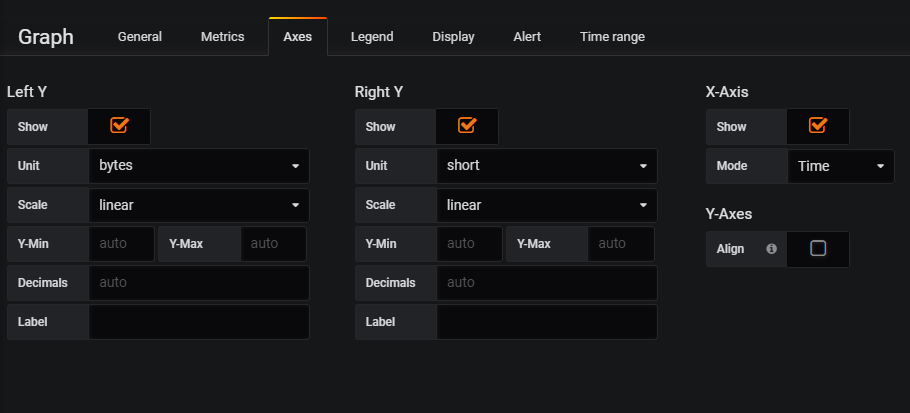 Graph General Metrics Axes Legend Display Alert Time range
Left Y Right Y X-Axis
Show Show Show
Unit bytes Unit short Mode Time
Scale linear Scale linear Y-Axes
Y-Min auto Y-Max auto Y-Min auto Y-Max auto Align
Decimals auto Decimals auto
Label Label